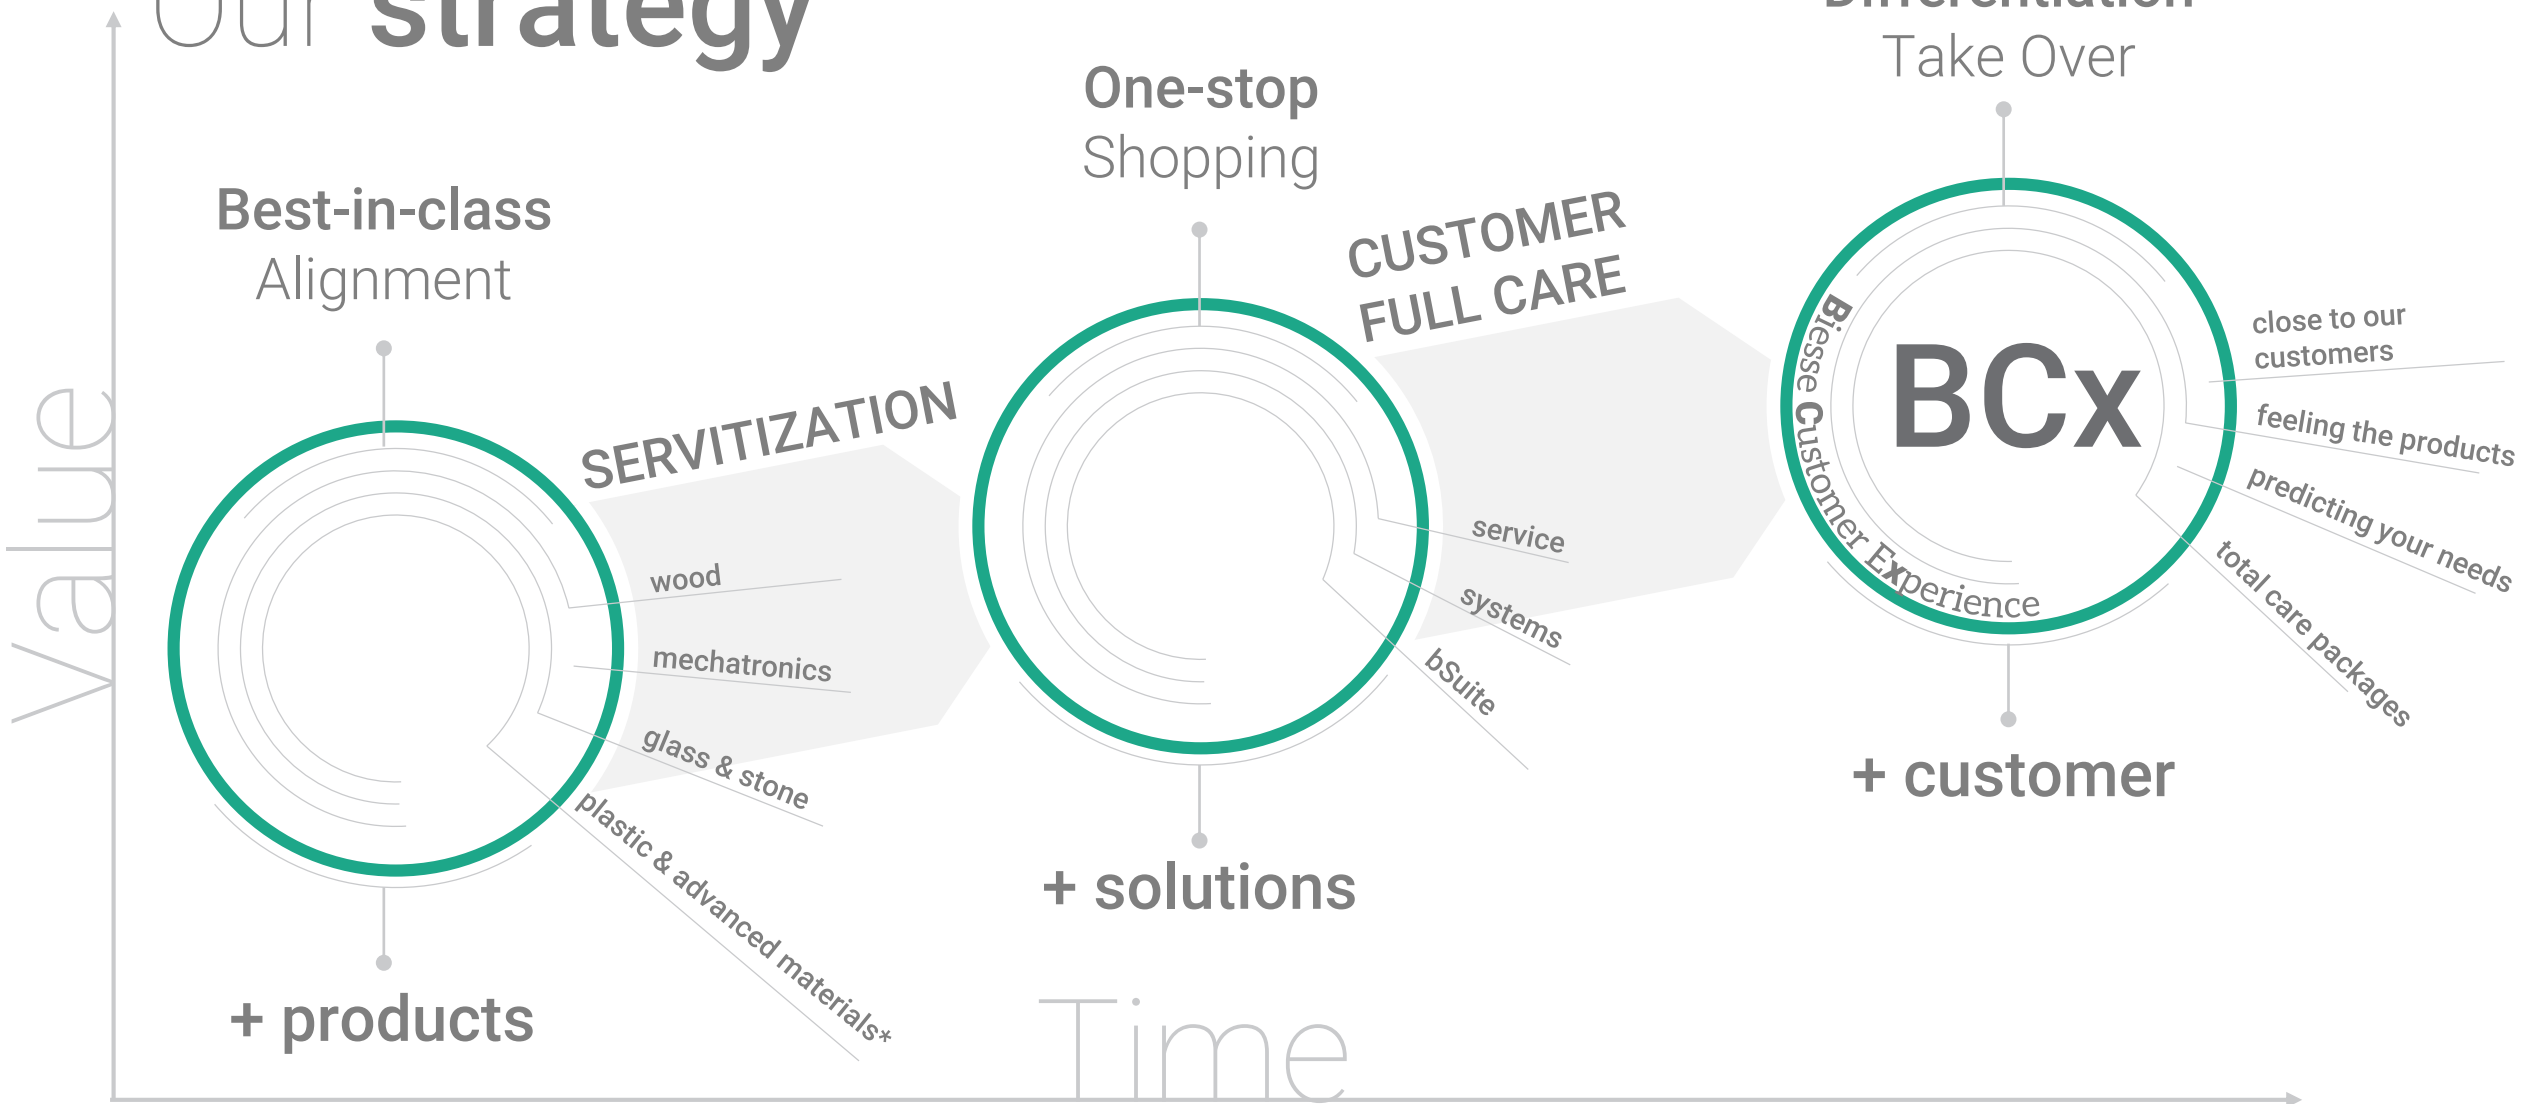 Our strategy
Value
Best-in-class
Alignment
SERVITIZATION
wood
mechatronics
glass & stone
plastic & advanced materials*
+ products
One-stop
Shopping
CUSTOMER
FULL CARE
service
systems
bSuite
+ solutions
Differentiation
Take Over
BCx
Biesse Customer Experience
close to our
customers
feeling the products
predicting your needs
total care packages
+ customer
Time